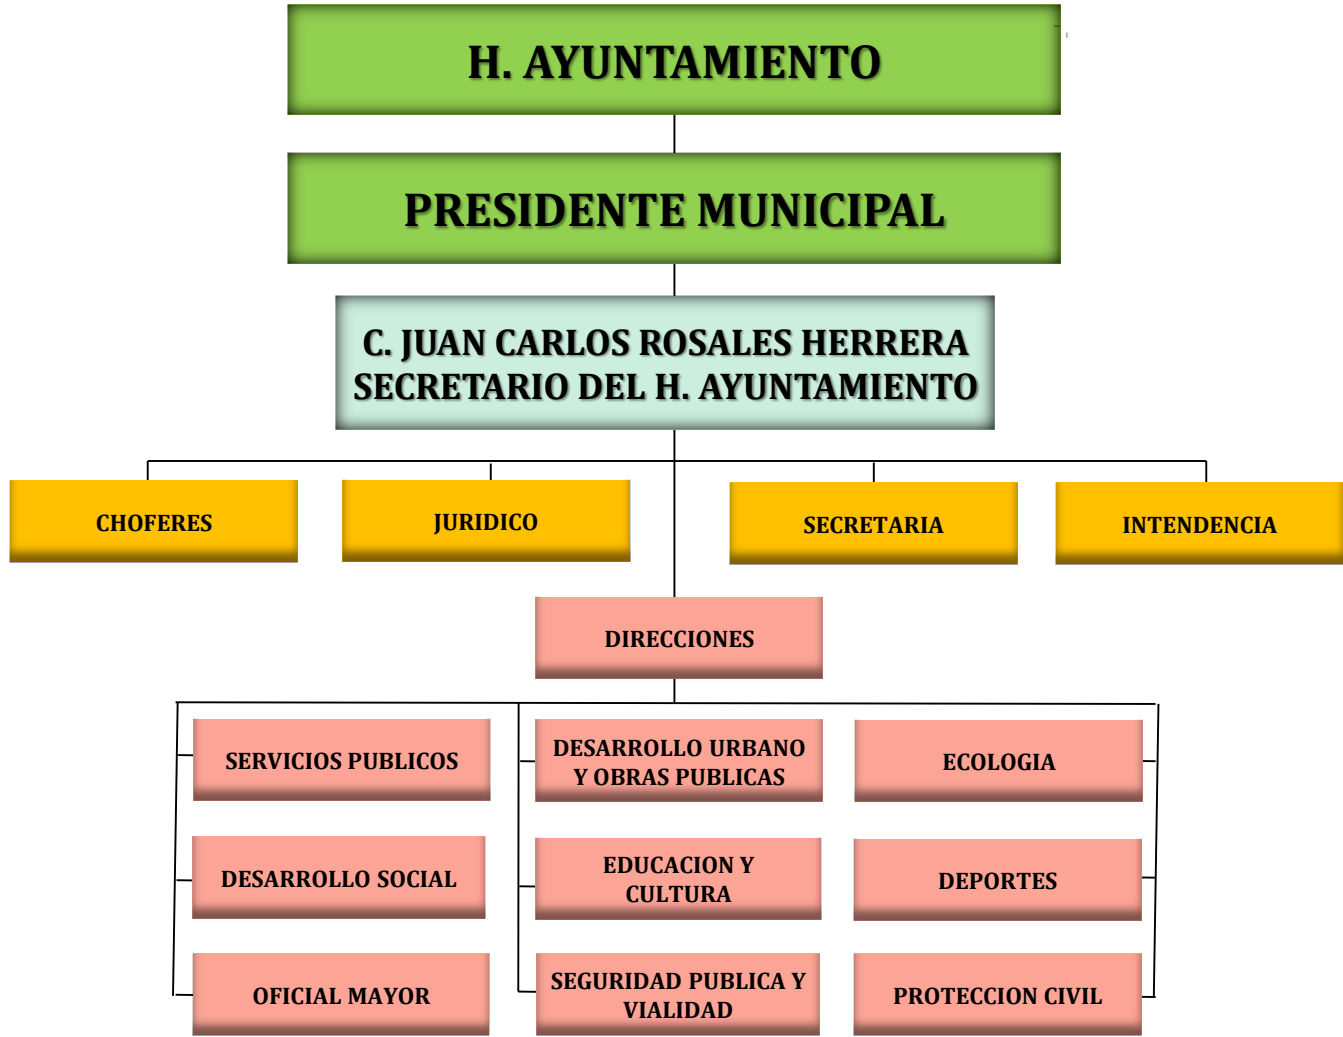 H. AYUNTAMIENTO
PRESIDENTE MUNICIPAL
C. JUAN CARLOS ROSALES HERRERA
SECRETARIO DEL H. AYUNTAMIENTO
CHOFERES
JURIDICO
SECRETARIA
INTENDENCIA
DIRECCIONES
SERVICIOS PUBLICOS
DESARROLLO URBANO
Y OBRAS PUBLICAS
ECOLOGIA
DESARROLLO SOCIAL
EDUCACION Y
CULTURA
DEPORTES
OFICIAL MAYOR
SEGURIDAD PUBLICA Y
VIALIDAD
PROTECCION CIVIL